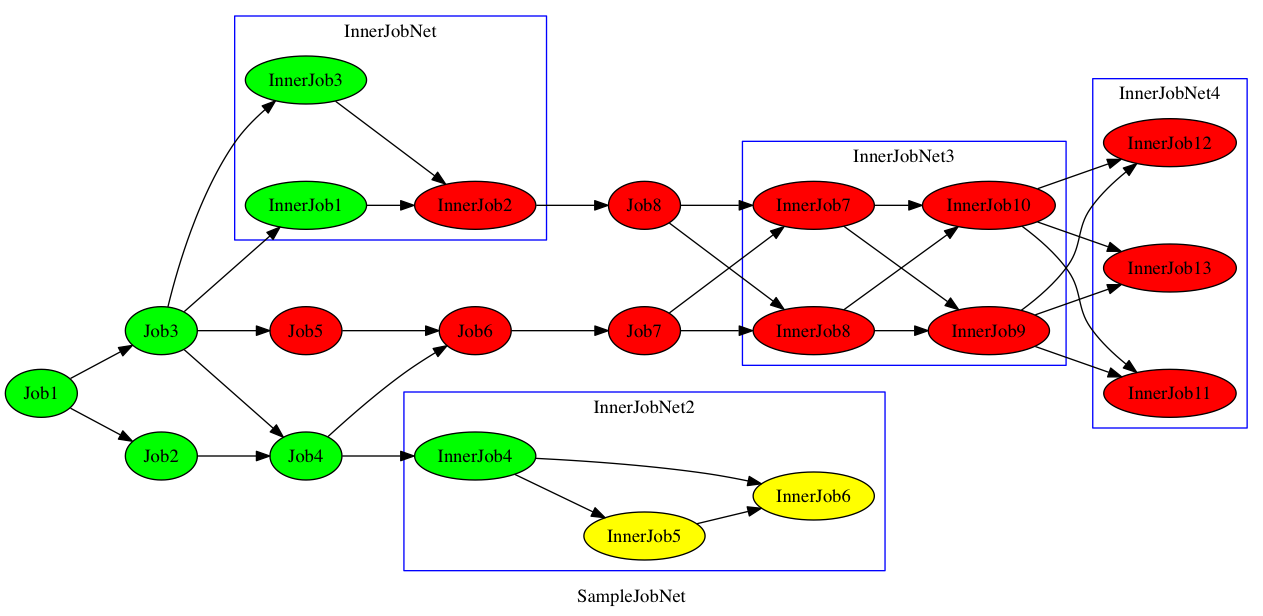 InnerJobNet
InnerJob3
InnerJobNet4
InnerJob12
InnerJobNet3
InnerJob1
InnerJob2
Job8
InnerJob7
InnerJob10
InnerJob13
Job3
Job5
Job6
Job7
InnerJob8
InnerJob9
Job1
InnerJob11
InnerJobNet2
Job2
Job4
InnerJob4
InnerJob6
InnerJob5
SampleJobNet